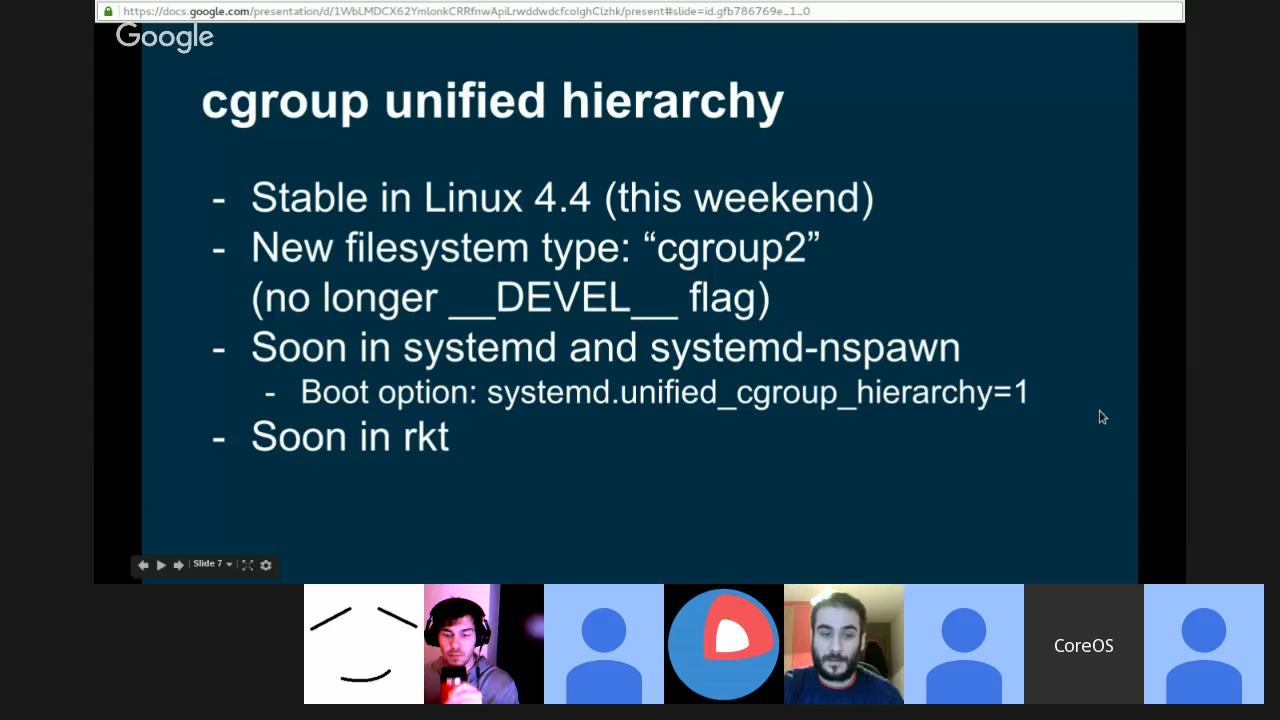 https://docs.google.com/presentation/d/1WbLMDCX62YmlonkCRRfnwApiLrwddwdcfcoIghClzhk/present#slide=id.gfb786769e_1_0
Google
cgroup unified hierarchy
- Stable in Linux 4.4 (this weekend)
- New filesystem type: “cgroup2”
(no longer __DEVEL__ flag)
- Soon in systemd and systemd-nspawn
- Boot option: systemd.unified_cgroup_hierarchy=1
- Soon in rkt
Slide 7
CoreOS